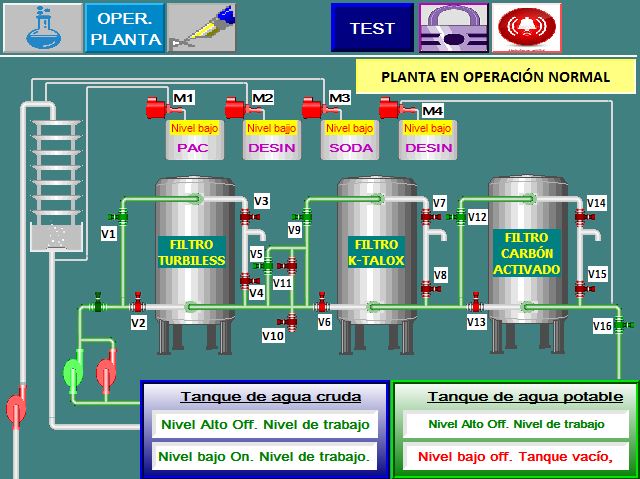 OPER.
PLANTA
TEST
PLANTA EN OPERACIÓN NORMAL
M1
M2
M3
M4
Nivel bajo
Nivel bajjo
Nivel bajo
Nivel bajo
PAC
DESIN
SODA
DESIN
V1
V3
V9
V7
V12
V14
FILTRO
TURBILESS
FILTRO
K-TALOX
FILTRO
CARBÓN
ACTIVADO
V5
V11
V4
V8
V15
V2
V10
V6
V13
V16
Tanque de agua cruda
Nivel Alto Off. Nivel de trabajo
Nivel bajo On. Nivel de trabajo.
Tanque de agua potable
Nivel Alto Off. Nivel de trabajo
Nivel bajo off. Tanque vacío,